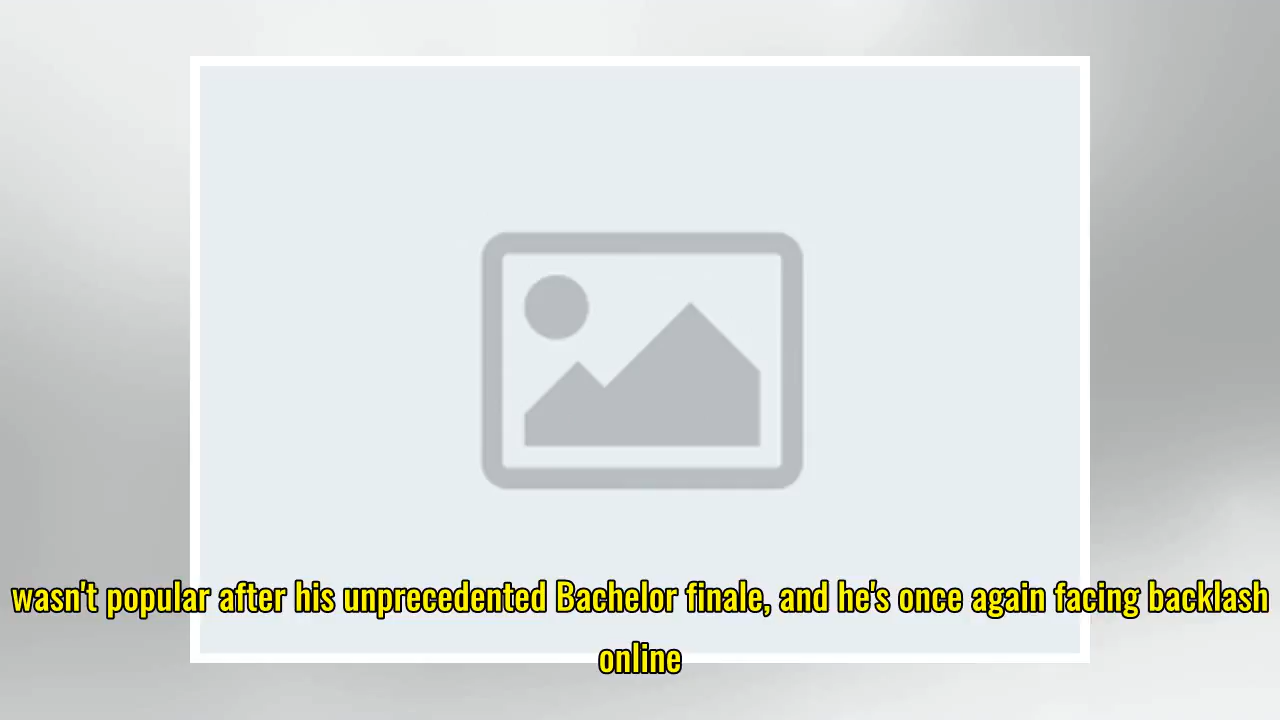 wasn't popular after his unprecedented Bachelor finale, and he's once again facing backlash
online